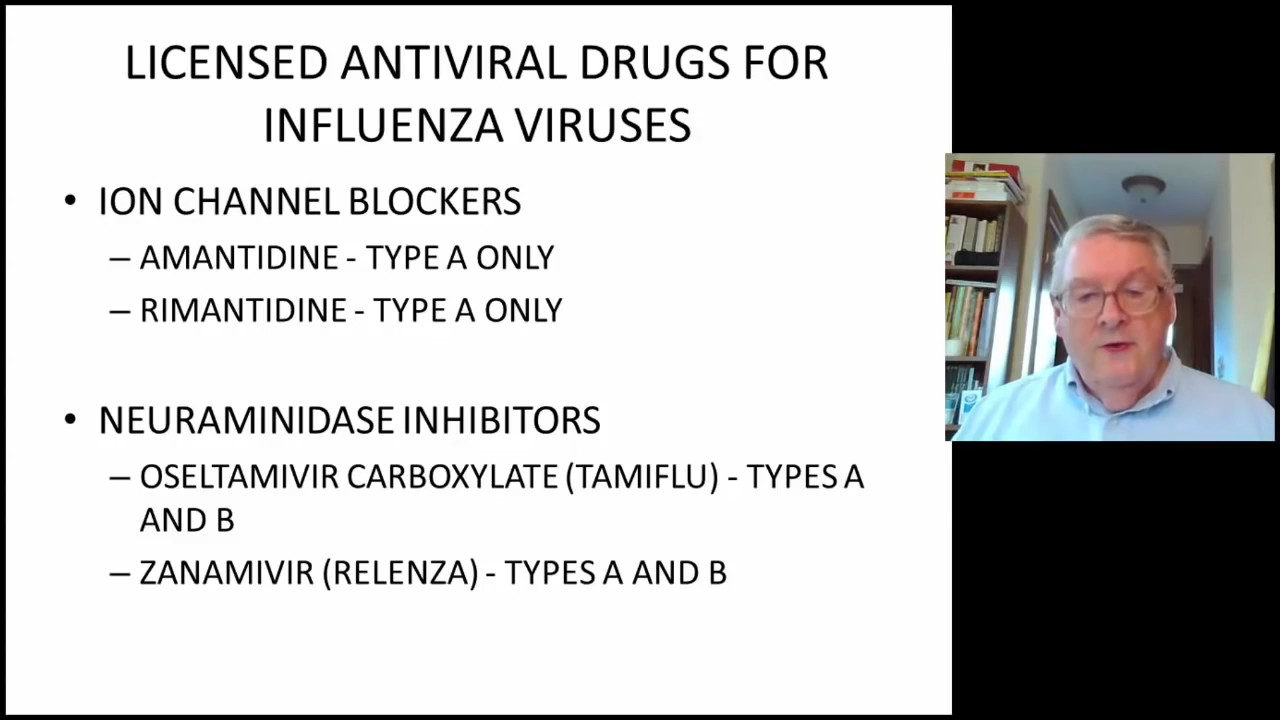 LICENSED ANTIVIRAL DRUGS FOR
INFLUENZA VIRUSES
• ION CHANNEL BLOCKERS
– AMANTIDINE - TYPE A ONLY
– RIMANTIDINE - TYPE A ONLY
• NEURAMINIDASE INHIBITORS
– OSELTAMIVIR CARBOXYLATE (TAMIFLU) - TYPES A
AND B
– ZANAMIVIR (RELENZA) - TYPES A AND B